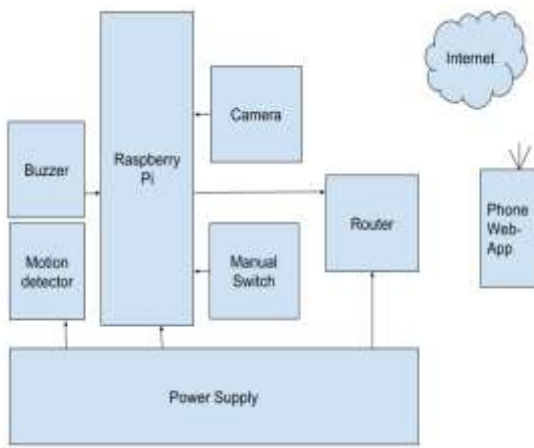 Internet
Camera
Buzzer
Raspberry
Pi
Router
Phone
Web-
App
Motion
detector
Manual
Switch
Power Supply